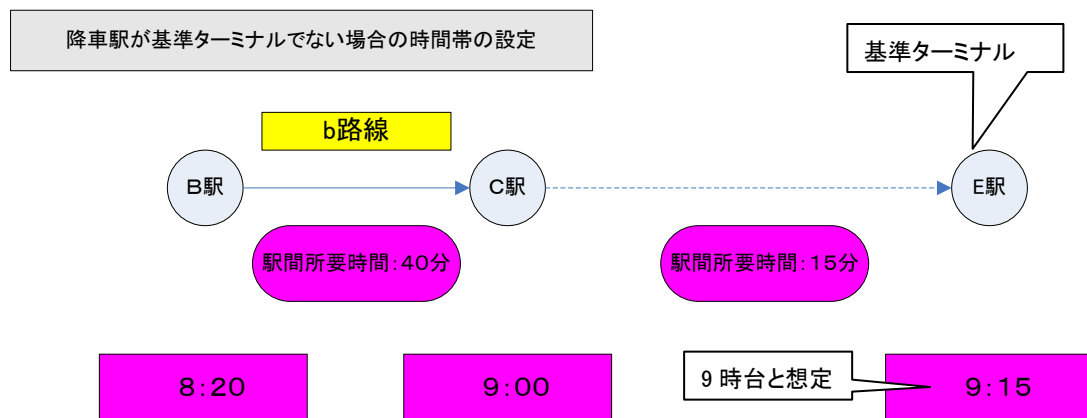 降車駅が基準ターミナルでない場合の時間帯の設定
基準ターミナル
b路線
B駅
C駅
E駅
駅間所要時間:40分
駅間所要時間:15分
8:20
9:00
9時台と想定
9:15